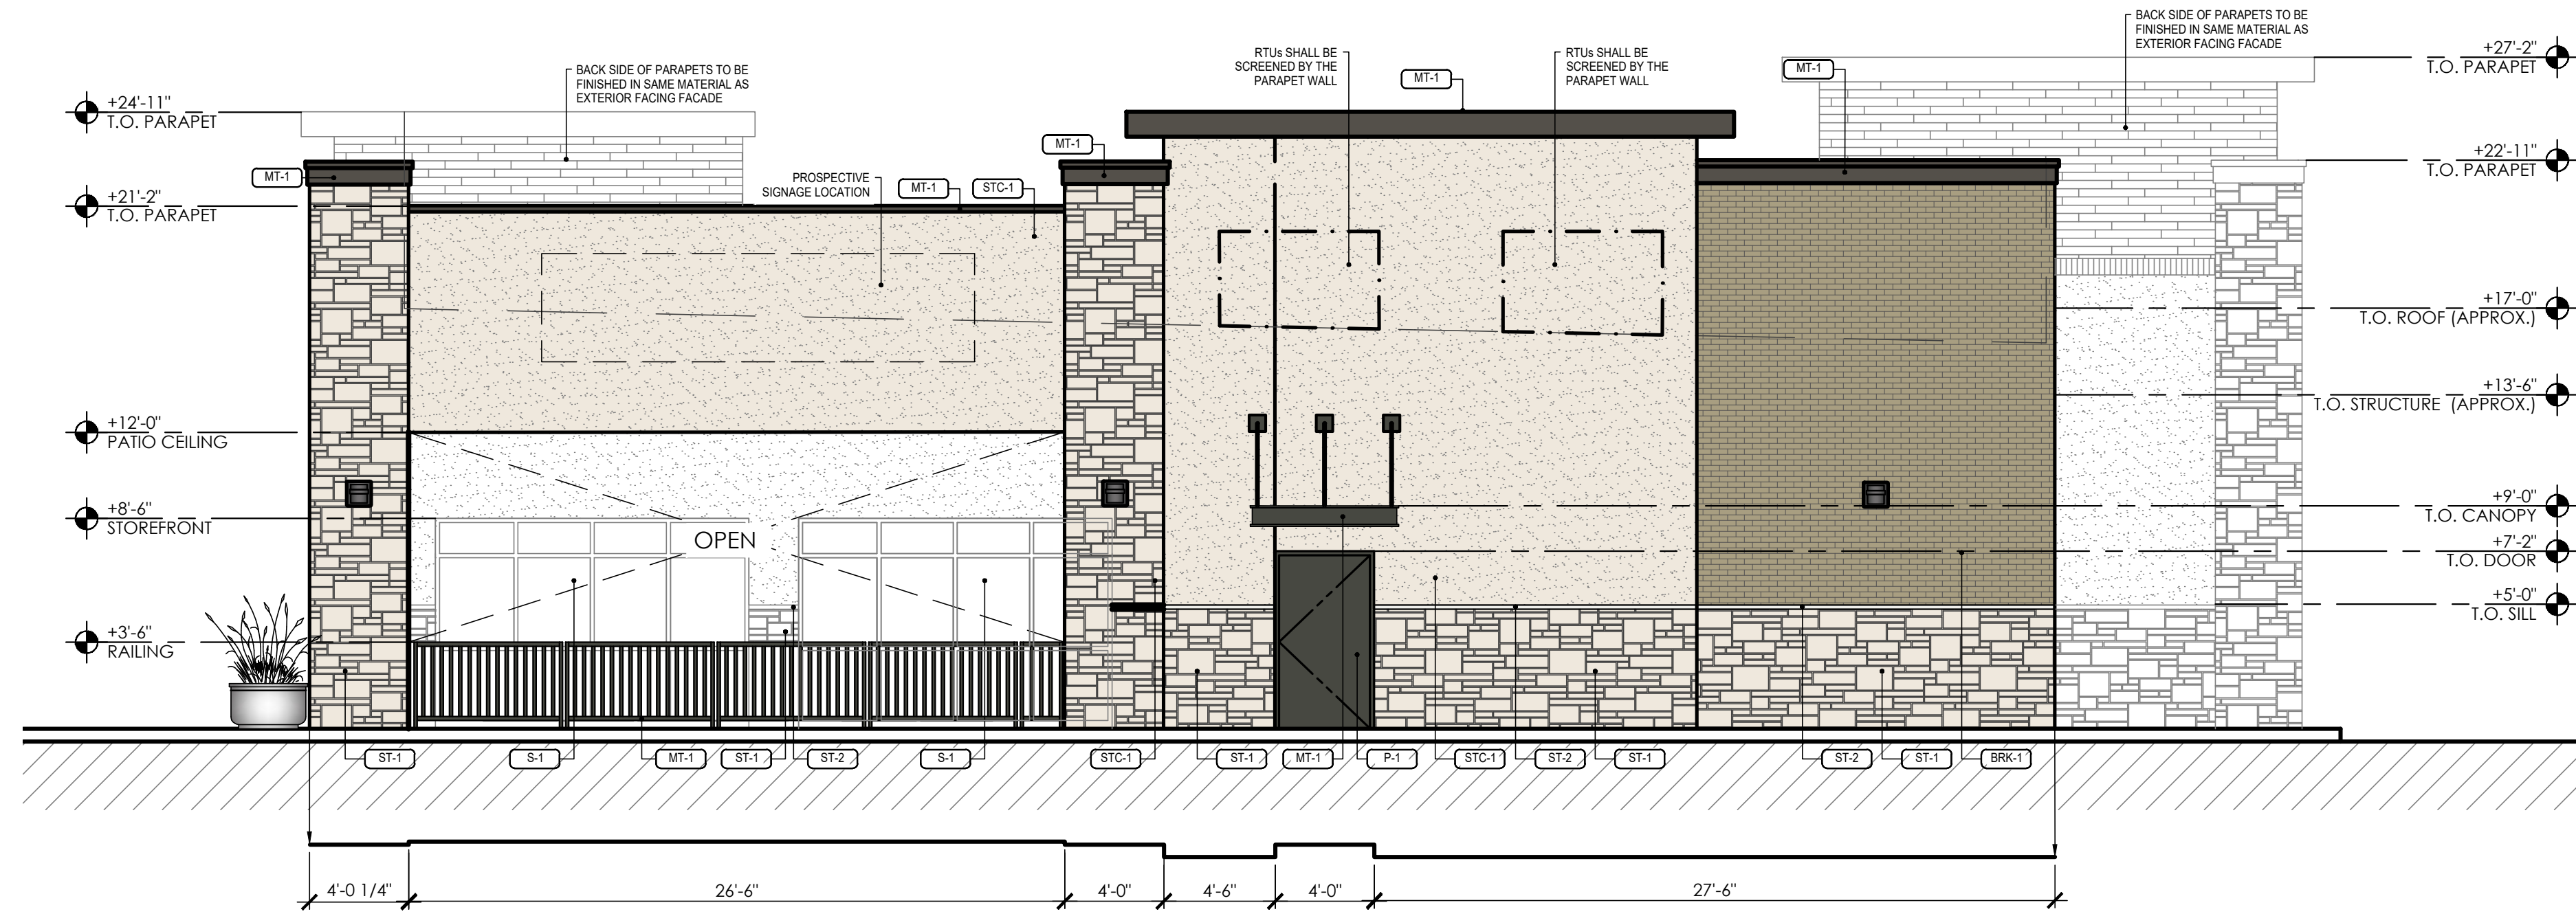 BACK SIDE OF PARAPETS TO BE
FINISHED IN SAME MATERIAL AS
EXTERIOR FACING FACADE
+27'-2"
T.O. PARAPET
RTUs SHALL BE
SCREENED BY THE
PARAPET WALL
RTUs SHALL BE
SCREENED BY THE
PARAPET WALL
MT-1
MT-1
BACK SIDE OF PARAPETS TO BE
FINISHED IN SAME MATERIAL AS
EXTERIOR FACING FACADE
+24'-11"
T.O. PARAPET
MT-1
+22'-11"
T.O. PARAPET
MT-1
PROSPECTIVE
SIGNAGE LOCATION
MT-1
STC-1
+21'-2"
T.O. PARAPET
+17'-0"
T.O. ROOF (APPROX.)
+13'-6"
T.O. STRUCTURE (APPROX.)
+12'-0"
PATIO CEILING
+9'-0"
T.O. CANOPY
+8'-6"
STOREFRONT
OPEN
+7'-2"
T.O. DOOR
+5'-0"
T.O. SILL
+3'-6"
RAILING
ST-1
S-1
MT-1
ST-1
ST-2
S-1
STC-1
ST-1
MT-1
P-1
STC-1
ST-2
ST-1
ST-2
ST-1
BRK-1
4'-0 1/4"
26'-6"
4'-0"
4'-6"
4'-0"
27'-6"